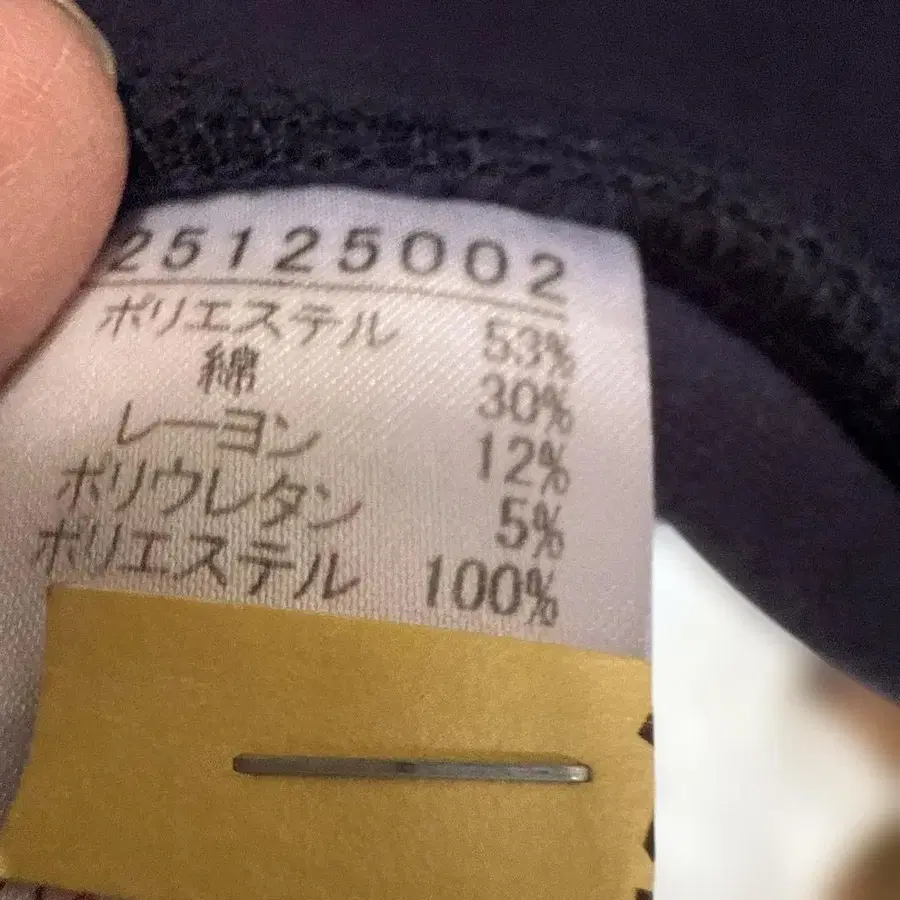 25125002
ポリエステル 53%
綿 30%
レーヨン 12%
ポリウレタン 5%
ポリエステル 100%